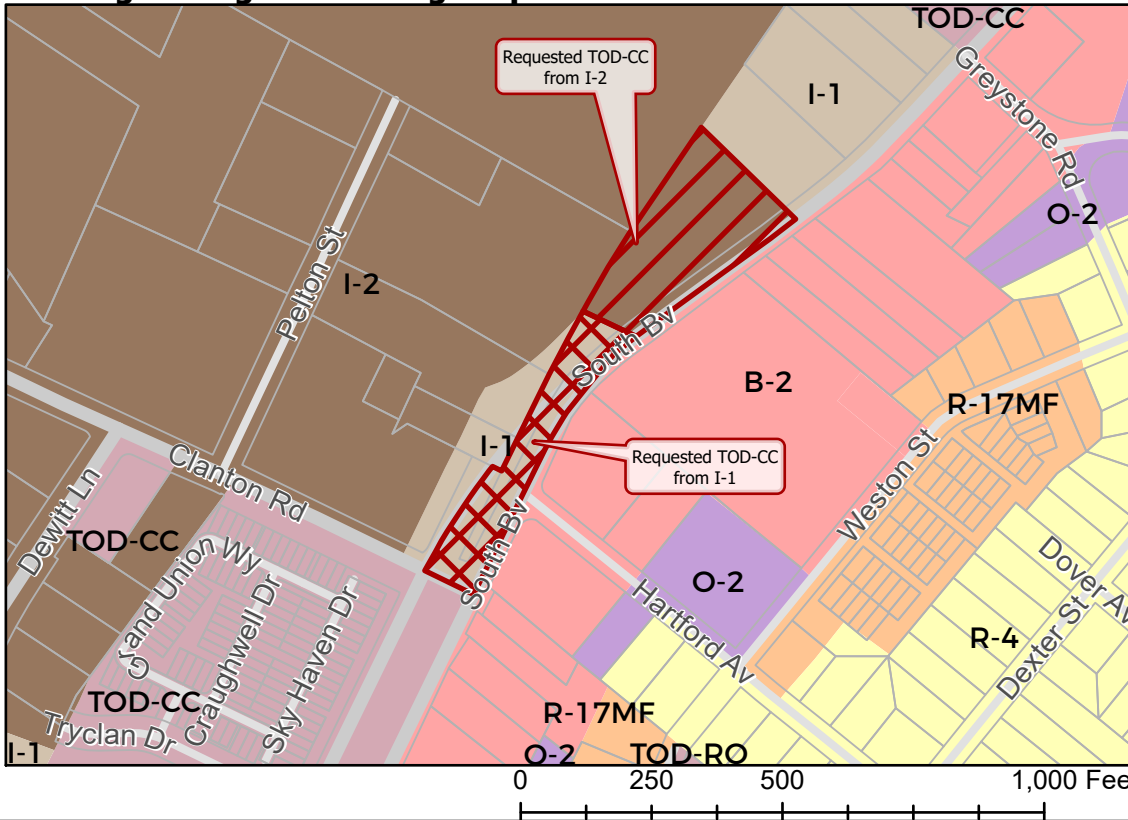 TOD-CC
Requested TOD-CC
from I-2
I-1
Greystone Rd
O-2
Pelton St
I-2
South Bv
B-2
R-17MF
I-1
Requested TOD-CC
from I-1
Clanton Rd
Weston St
Dewitt Ln
TOD-CC
South Bv
Grand Union Wy
O-2
Dover Av
Hartford Av
Craughwell Dr
Sky Haven Dr
R-4
Dexter St
TOD-CC
R-17MF
Tryclan Dr
I-1
O-2
TOD-RO
0 250 500 1,000 Fee